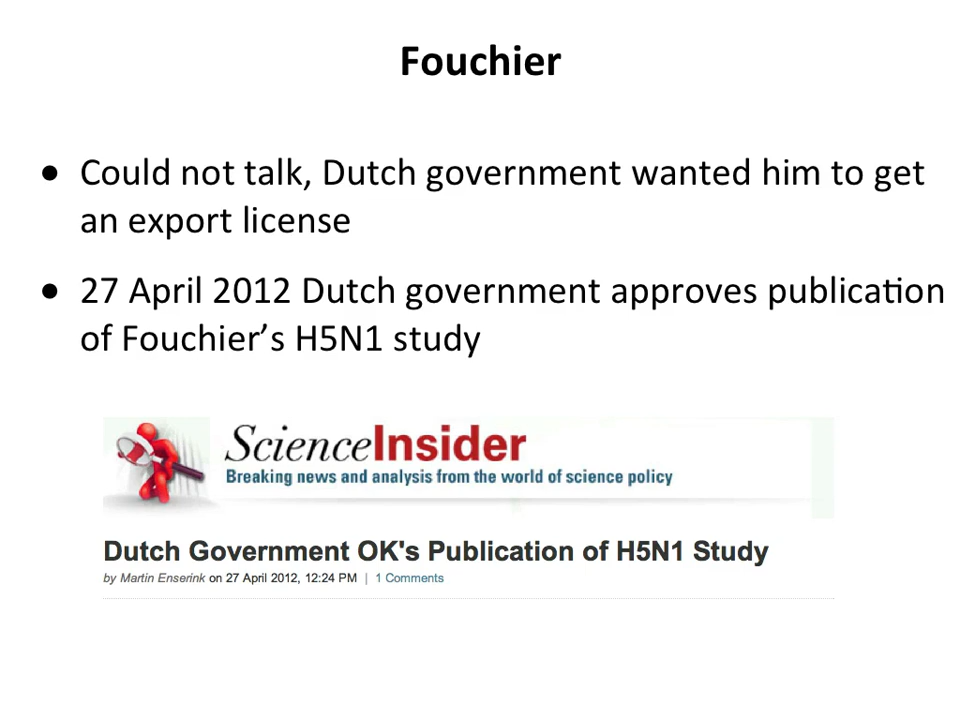 Fouchier
• Could not talk, Dutch government wanted him to get
an export license
• 27 April 2012 Dutch government approves publication
of Fouchier’s H5N1 study
ScienceInsider
Breaking news and analysis from the world of science policy
Dutch Government OK's Publication of H5N1 Study
by Martin Enserink on 27 April 2012, 12:24 PM | 1 Comments